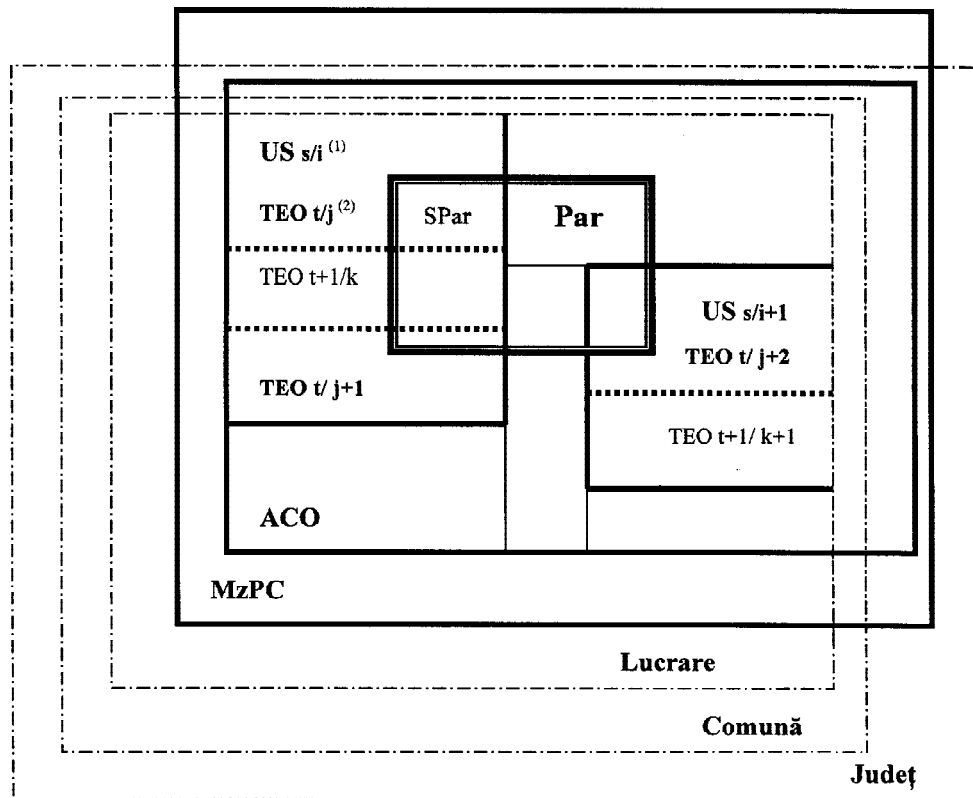 US s/i (1)
TEO t/j (2)
SPar
Par
TEO t+1/k
US s/i+1
TEO t/ j+2
TEO t/ j+1
TEO t+1/ k+1
ACO
MzPC
Lucrare
Comună
Județ